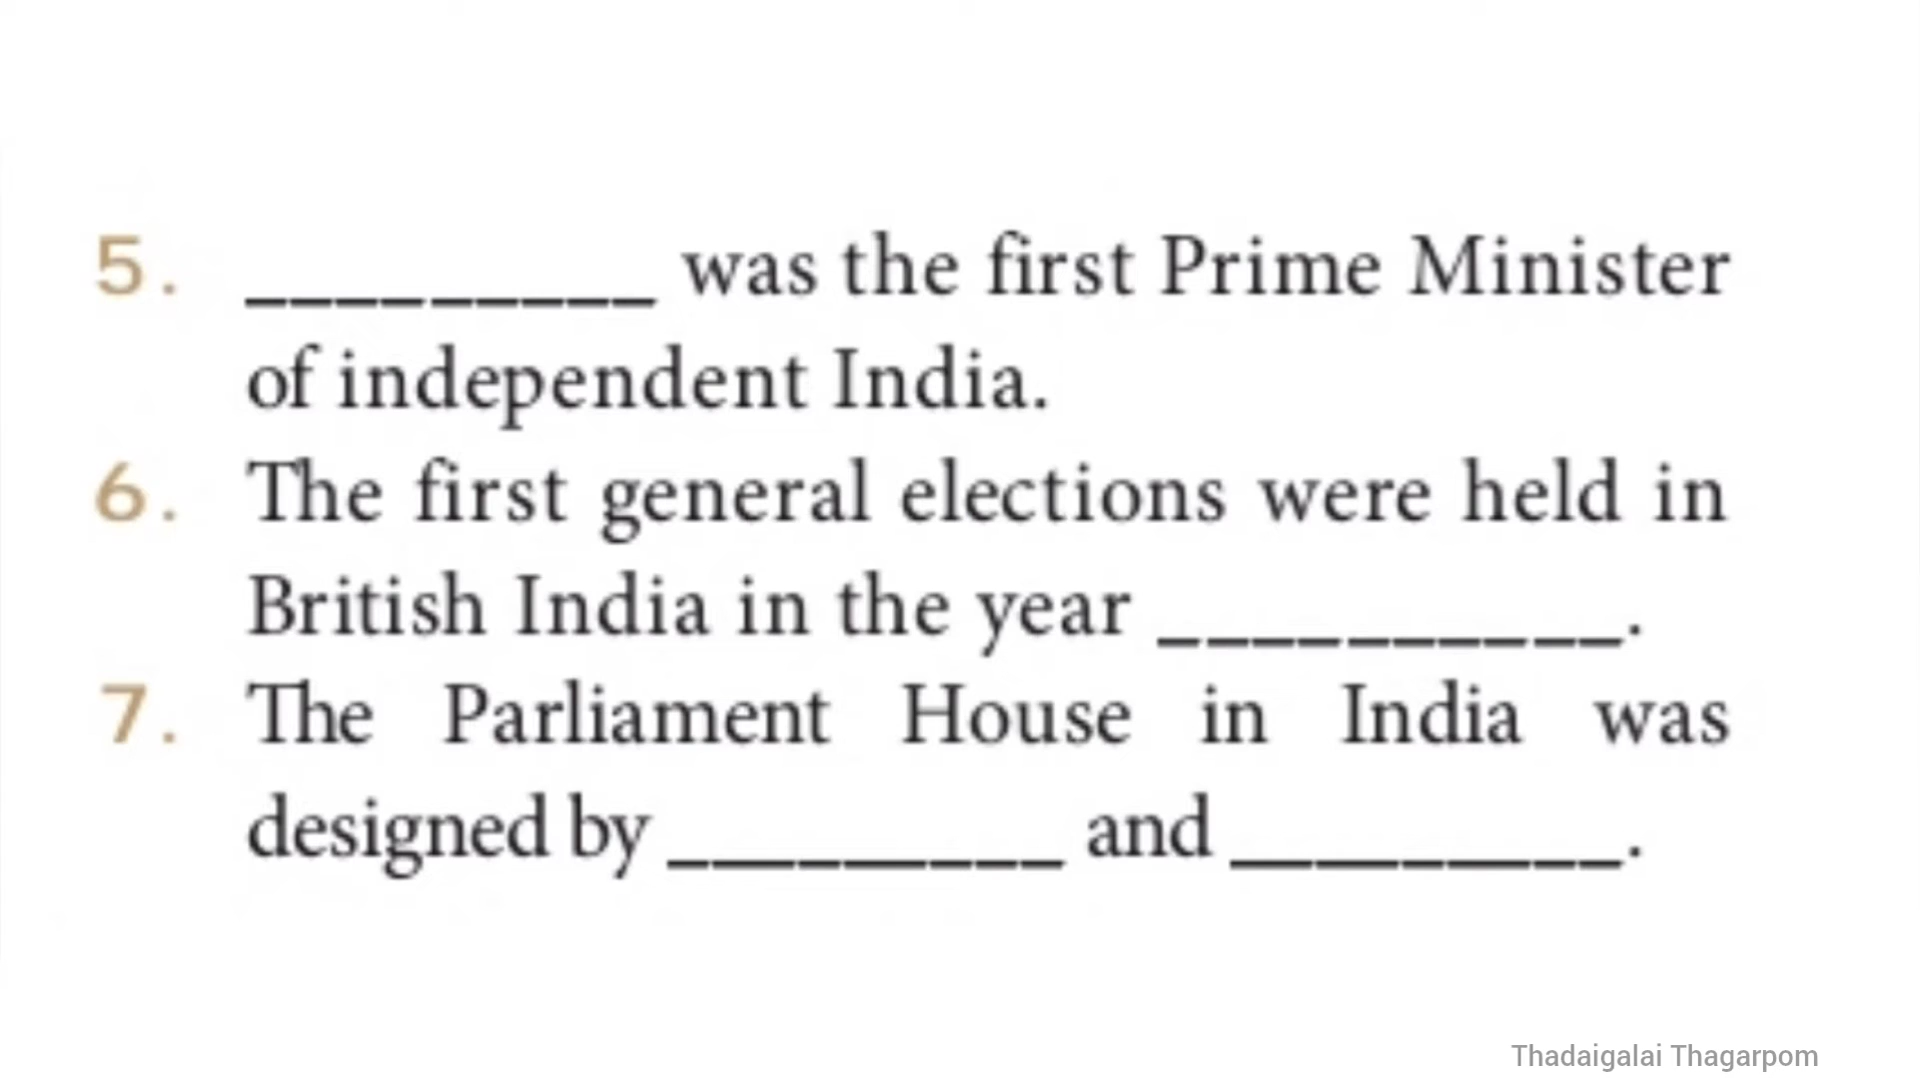 5. _________ was the first Prime Minister
of independent India.
6. The first general elections were held in
British India in the year __________.
7. The Parliament House in India was
designed by _________ and _________.
Thadaigalai Thagarpom